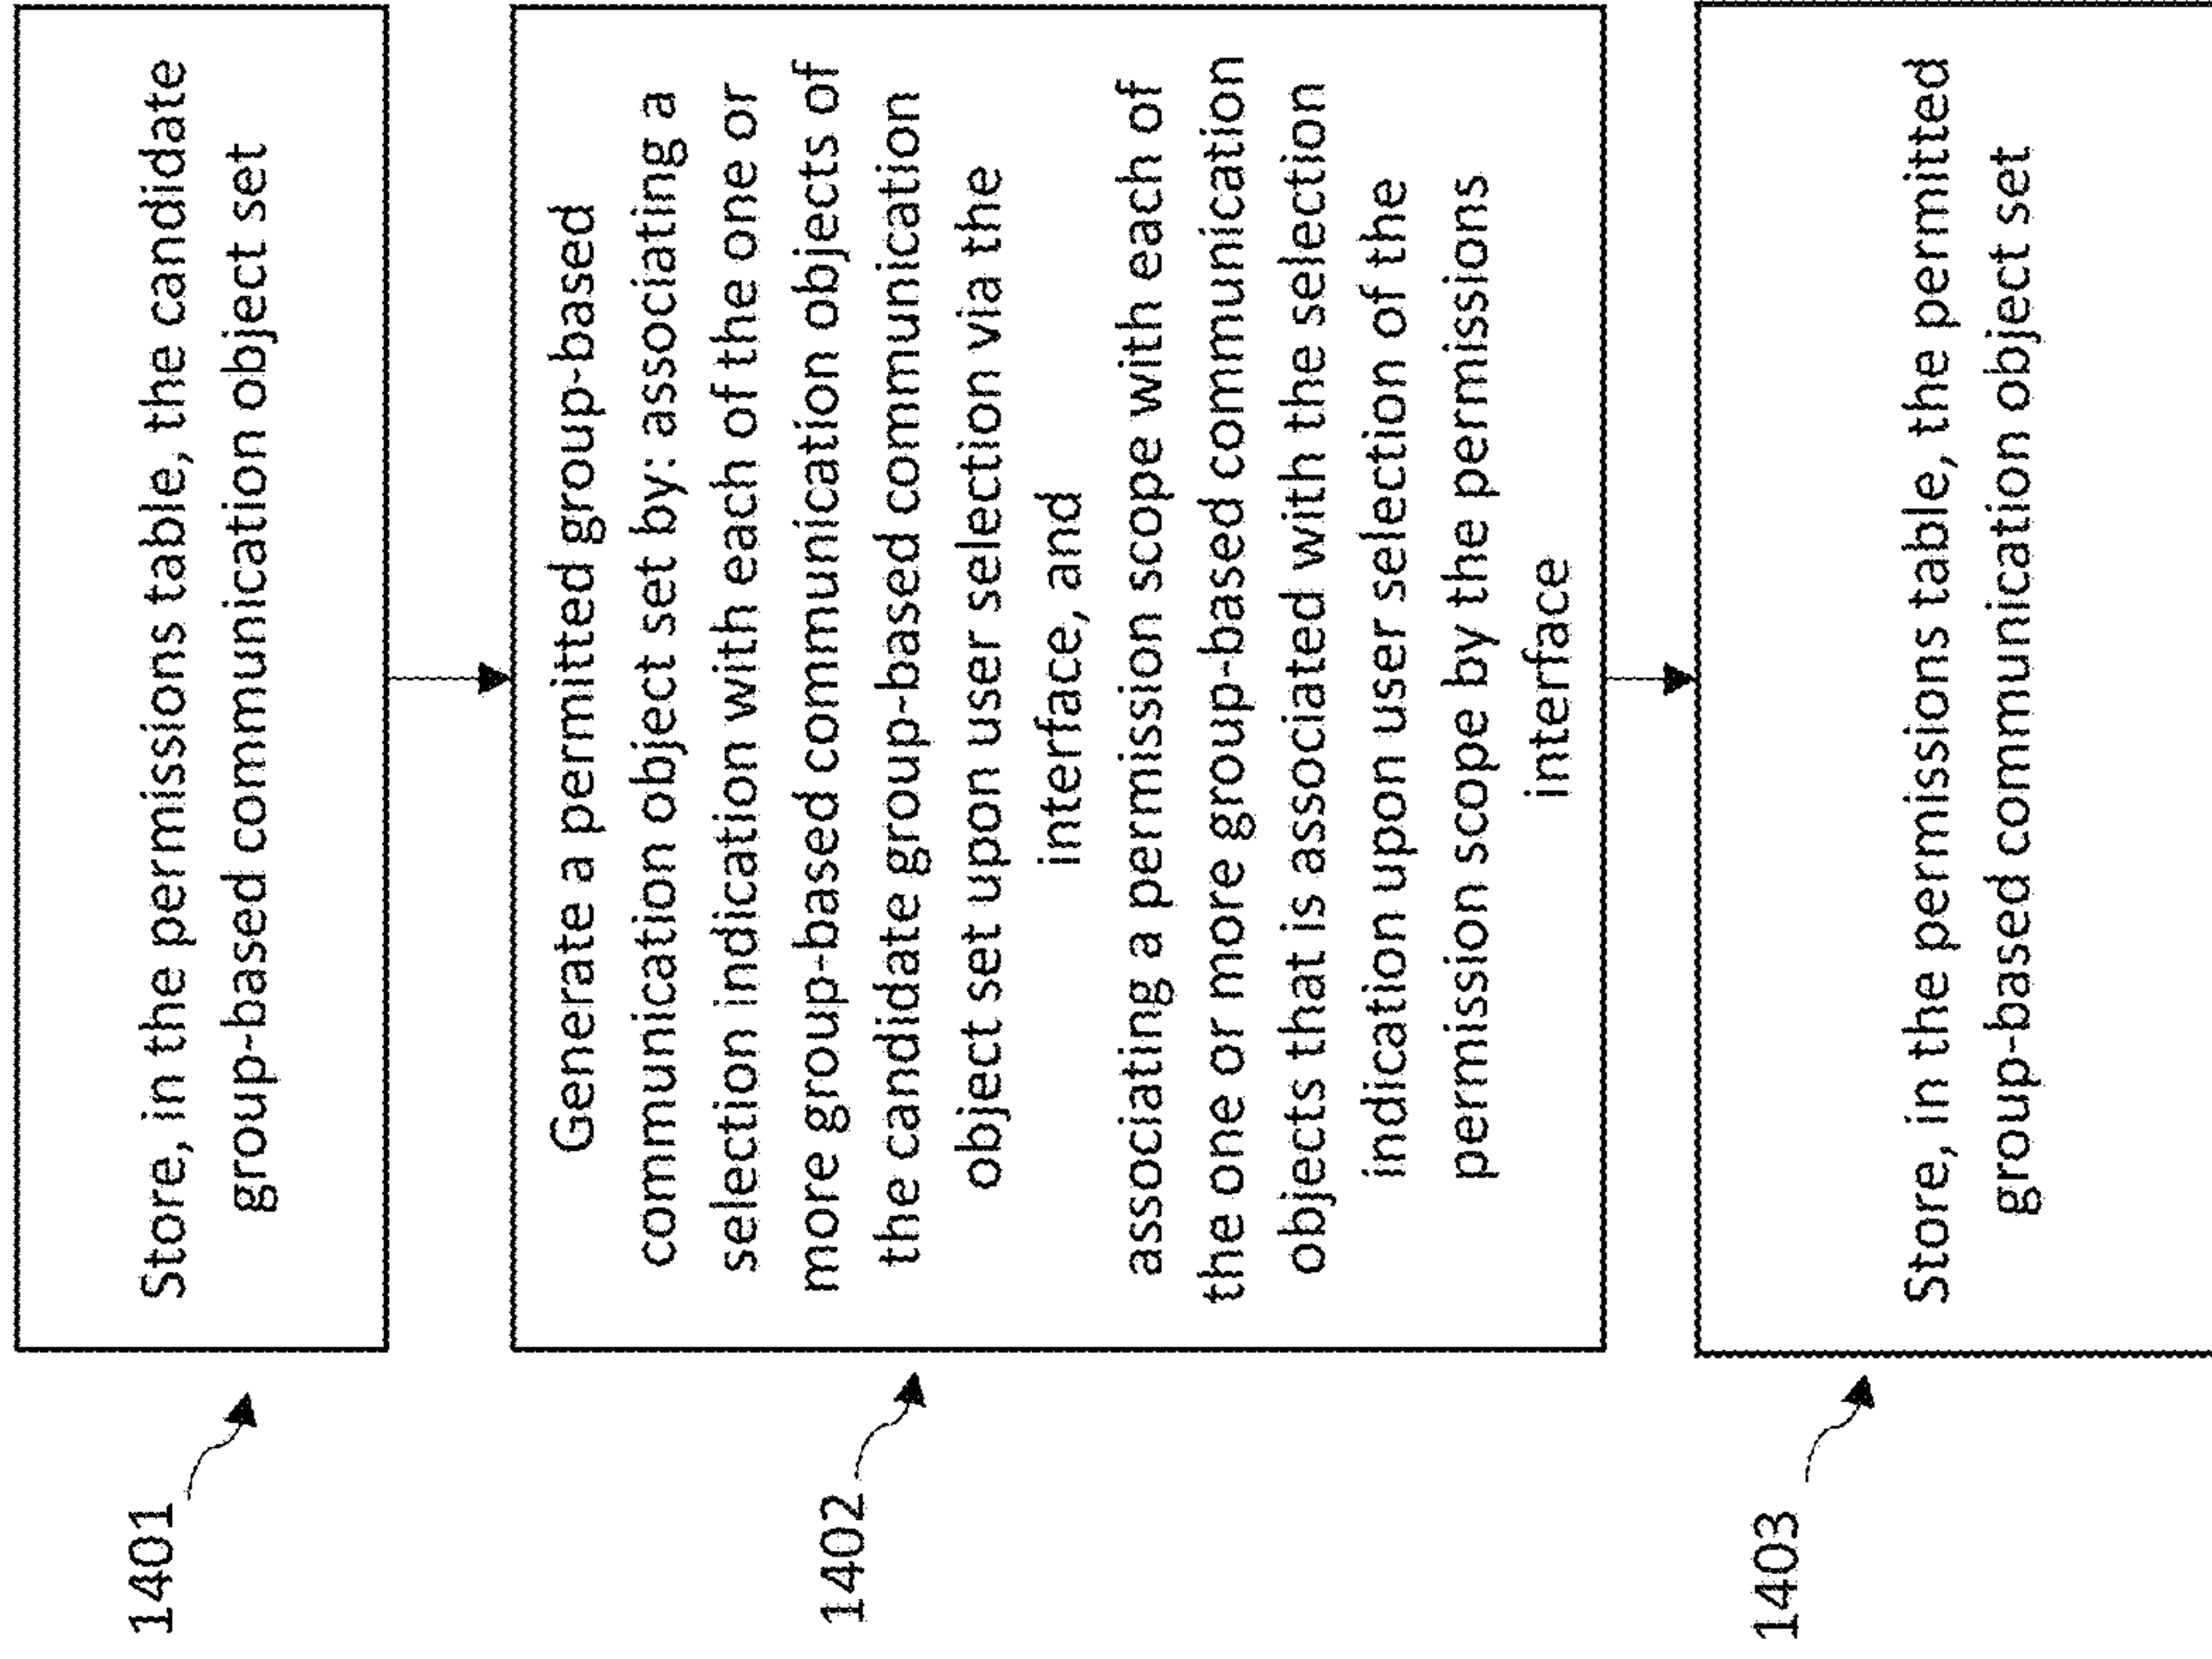 1401
Store, in the permissions table, the candidate
group-based communication object set
1402
Generate a permitted group-based
communication object set by: associating a
selection indication with each of the one or
more group-based communication objects of
the candidate group-based communication
object set upon user selection via the
interface, and
associating a permission scope with each of
the one or more group-based communication
objects that is associated with the selection
indication upon user selection of the
permission scope by the permissions
interface
1403
Store, in the permissions table, the permitted
group-based communication object set